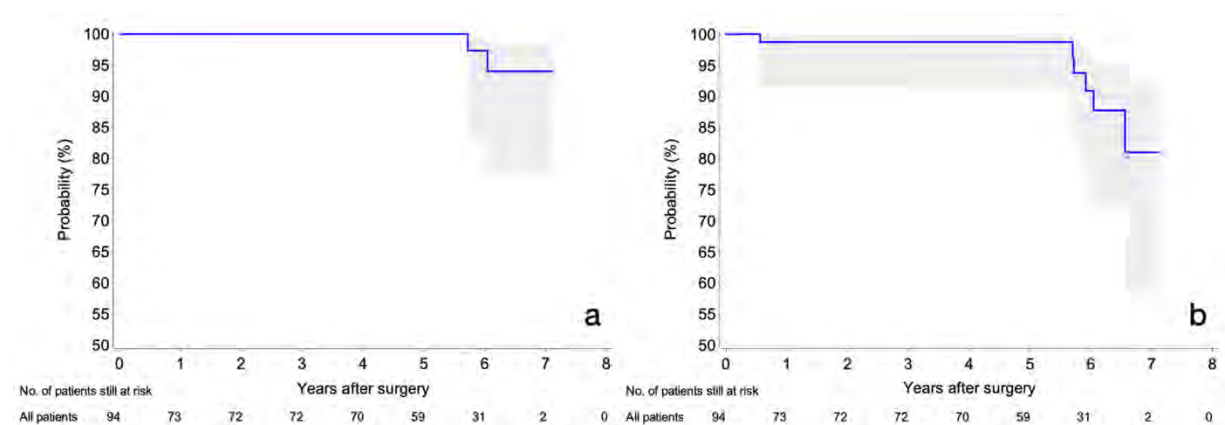 100
95
90
85
80
75
70
65
60
55
50
Probability (%)
a
0 1 2 3 4 5 6 7 8
Years after surgery
No. of patients still at risk
All patients 94 73 72 72 70 59 31 2 0
100
95
90
85
80
75
70
65
60
55
50
Probability (%)
b
0 1 2 3 4 5 6 7 8
Years after surgery
No. of patients still at risk
All patients 94 73 72 72 70 59 31 2 0